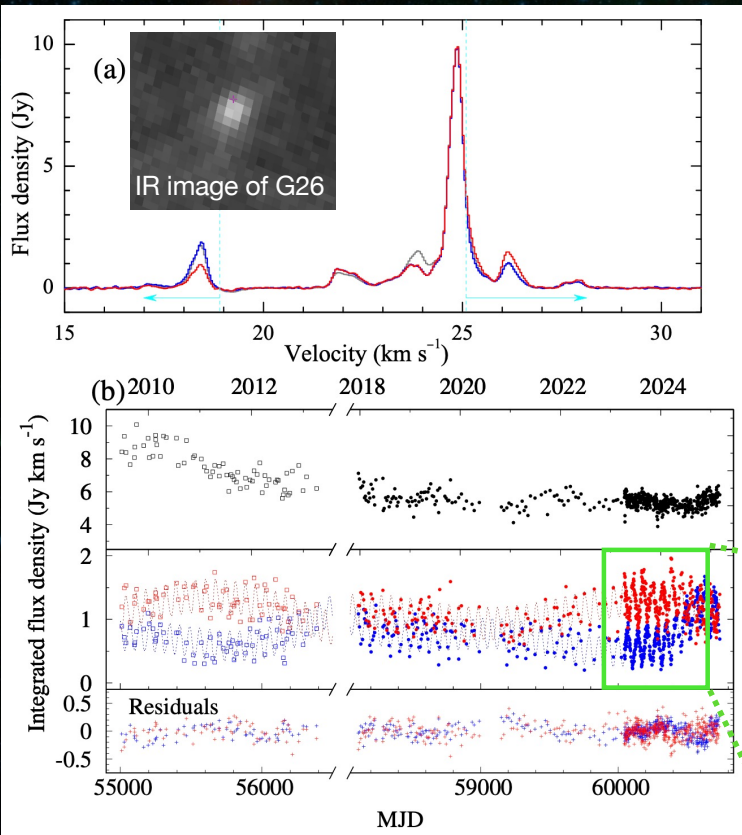 (a)
Flux density (Jy)
10
5
0
IR image of G26
15 20 25 30
Velocity (km s⁻¹)
(b) 2010 2012 2018 2020 2022 2024
Integrated flux density (Jy km s⁻¹)
10
8
6
4
2
1
0
Residuals
0.5
0
-0.5
55000 56000 59000 60000
MJD